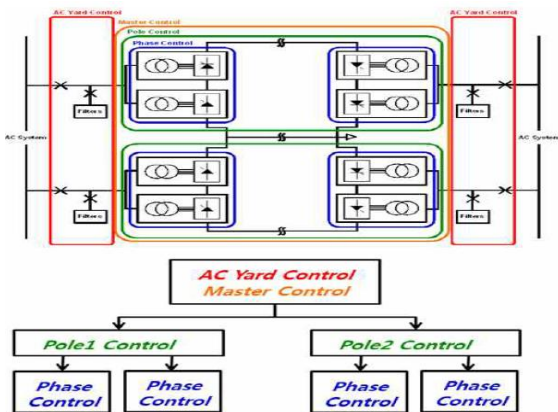 AC Yard Control
Master Control
AC Yard Control
Pole Control
Phase Control
Filters
Filters
AC System
AC System
Filters
Filters
AC Yard Control
Master Control
Pole1 Control
Pole2 Control
Phase Control
Phase Control
Phase Control
Phase Control